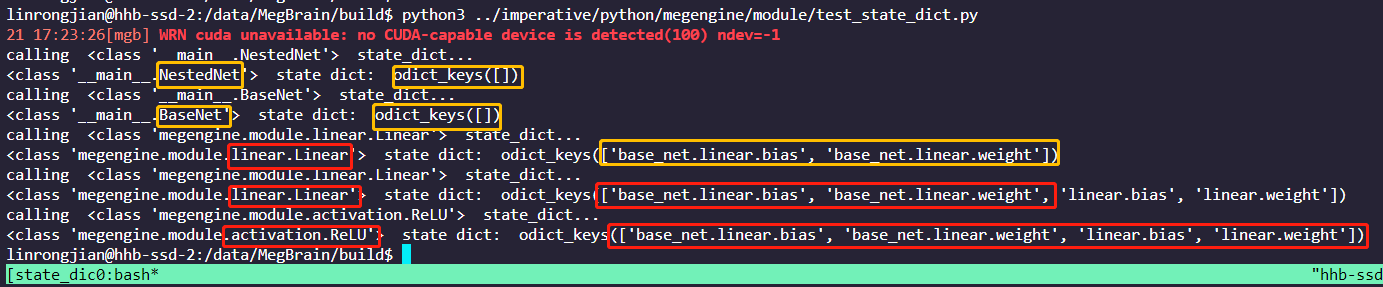 linrongjian@hhb-ssd-2:/data/MegBrain/build$ python3 ../imperative/python/megengine/module/test_state_dict.py
21 17:23:26[mgb] WRN cuda unavailable: no CUDA-capable device is detected(100) ndev=-1
calling  <class '__main__.NestedNet'>  state_dict...
<class '__main__.NestedNet'>  state dict:  odict_keys([])
calling  <class '__main__.BaseNet'>  state_dict...
<class '__main__.BaseNet'>  state dict:  odict_keys([])
calling  <class 'megengine.module.linear.Linear'>  state_dict...
<class 'megengine.module.linear.Linear'>  state dict:  odict_keys(['base_net.linear.bias', 'base_net.linear.weight'])
calling  <class 'megengine.module.linear.Linear'>  state_dict...
<class 'megengine.module.linear.Linear'>  state dict:  odict_keys(['base_net.linear.bias', 'base_net.linear.weight', 'linear.bias', 'linear.weight'])
calling  <class 'megengine.module.activation.ReLU'>  state_dict...
<class 'megengine.module.activation.ReLU'>  state dict:  odict_keys(['base_net.linear.bias', 'base_net.linear.weight', 'linear.bias', 'linear.weight'])
linrongjian@hhb-ssd-2:/data/MegBrain/build$
[state_dic0:bash* "hhb-ssd